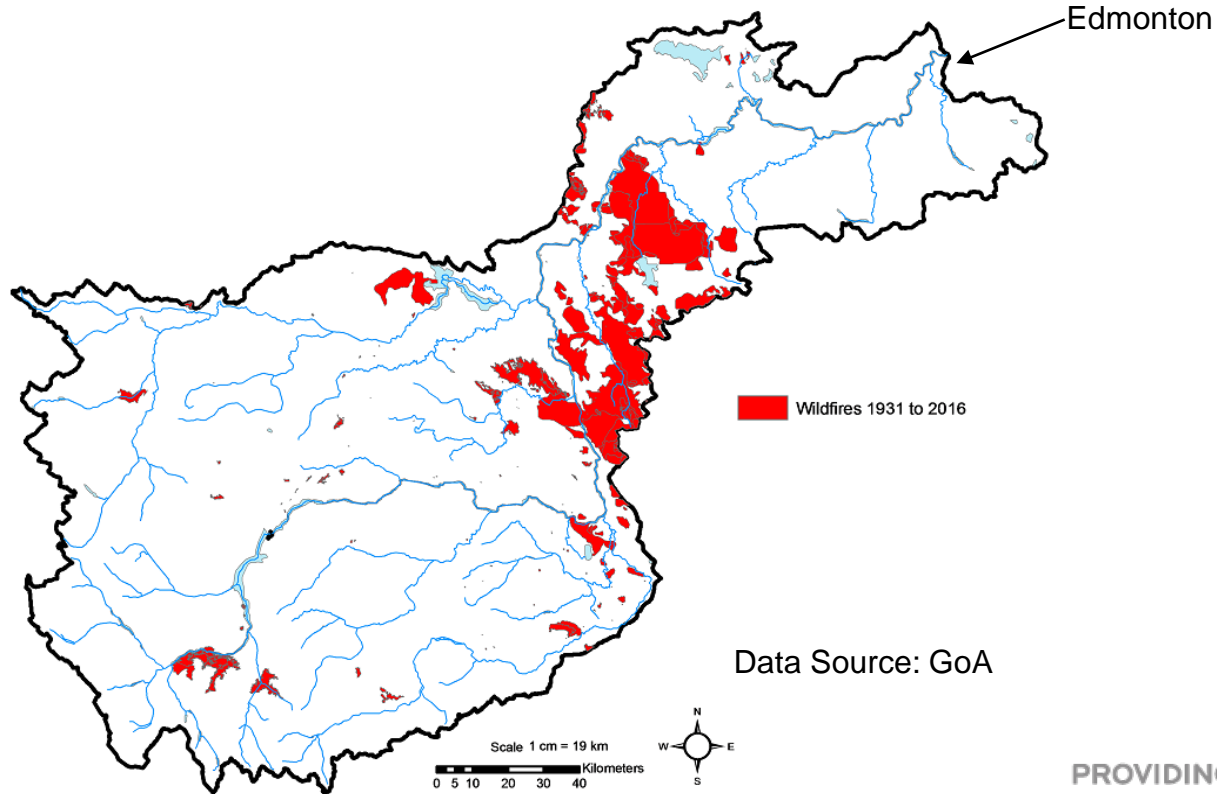 Edmonton
Wildfires 1931 to 2016
Data Source: GoA
N
W E
S
Scale 1 cm = 19 km
Kilometers
0 5 10 20 30 40
PROVIDING